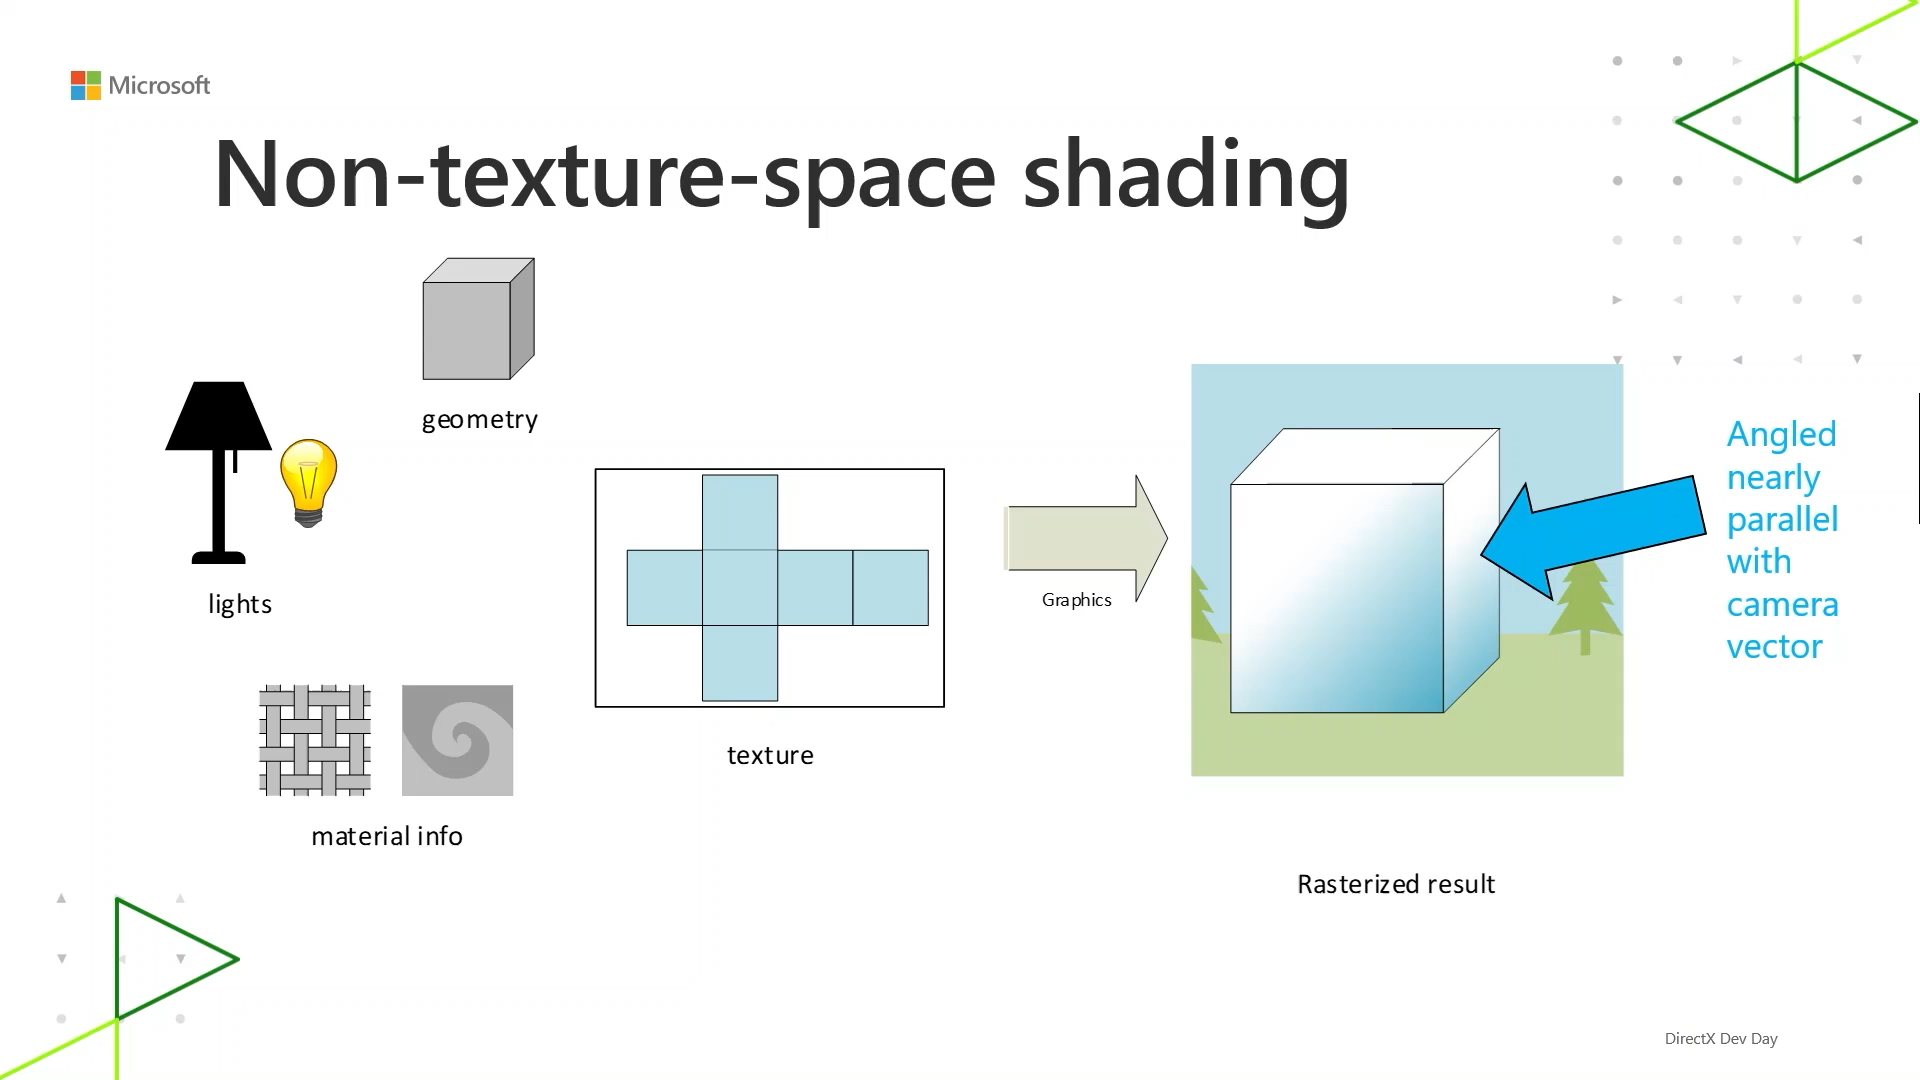 Microsoft
Non-texture-space shading
geometry
lights
material info
texture
Graphics
Rasterized result
Angled
nearly
parallel
with
camera
vector
DirectX Dev Day